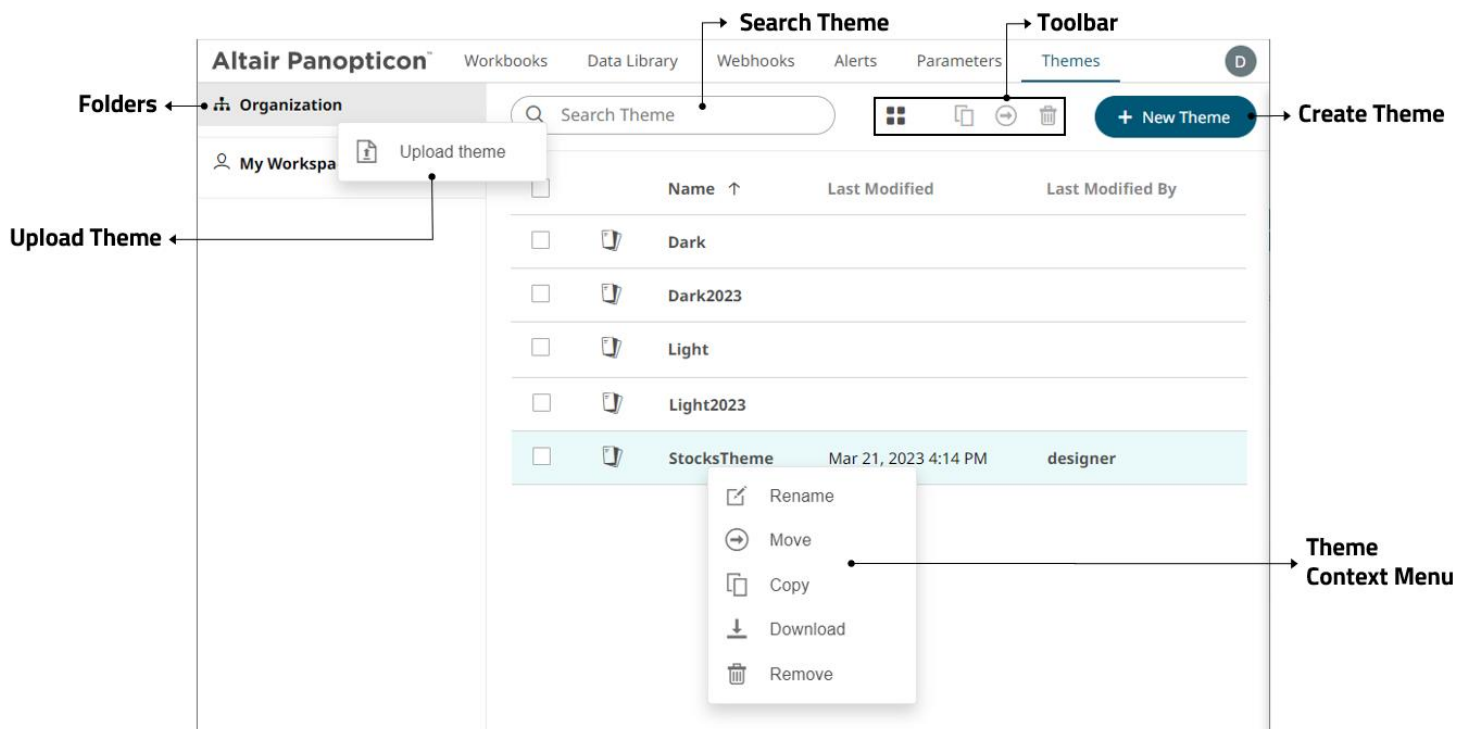 Search Theme
Toolbar
Altair Panopticon™
Workbooks
Data Library
Webhooks
Alerts
Parameters
Themes
D
Folders
Organization
Search Theme
+ New Theme
Create Theme
Upload theme
My Workspa
Name ↑
Last Modified
Last Modified By
Upload Theme
Dark
Dark2023
Light
Light2023
StocksTheme
Mar 21, 2023 4:14 PM
designer
Rename
Move
Copy
Download
Remove
Theme
Context Menu